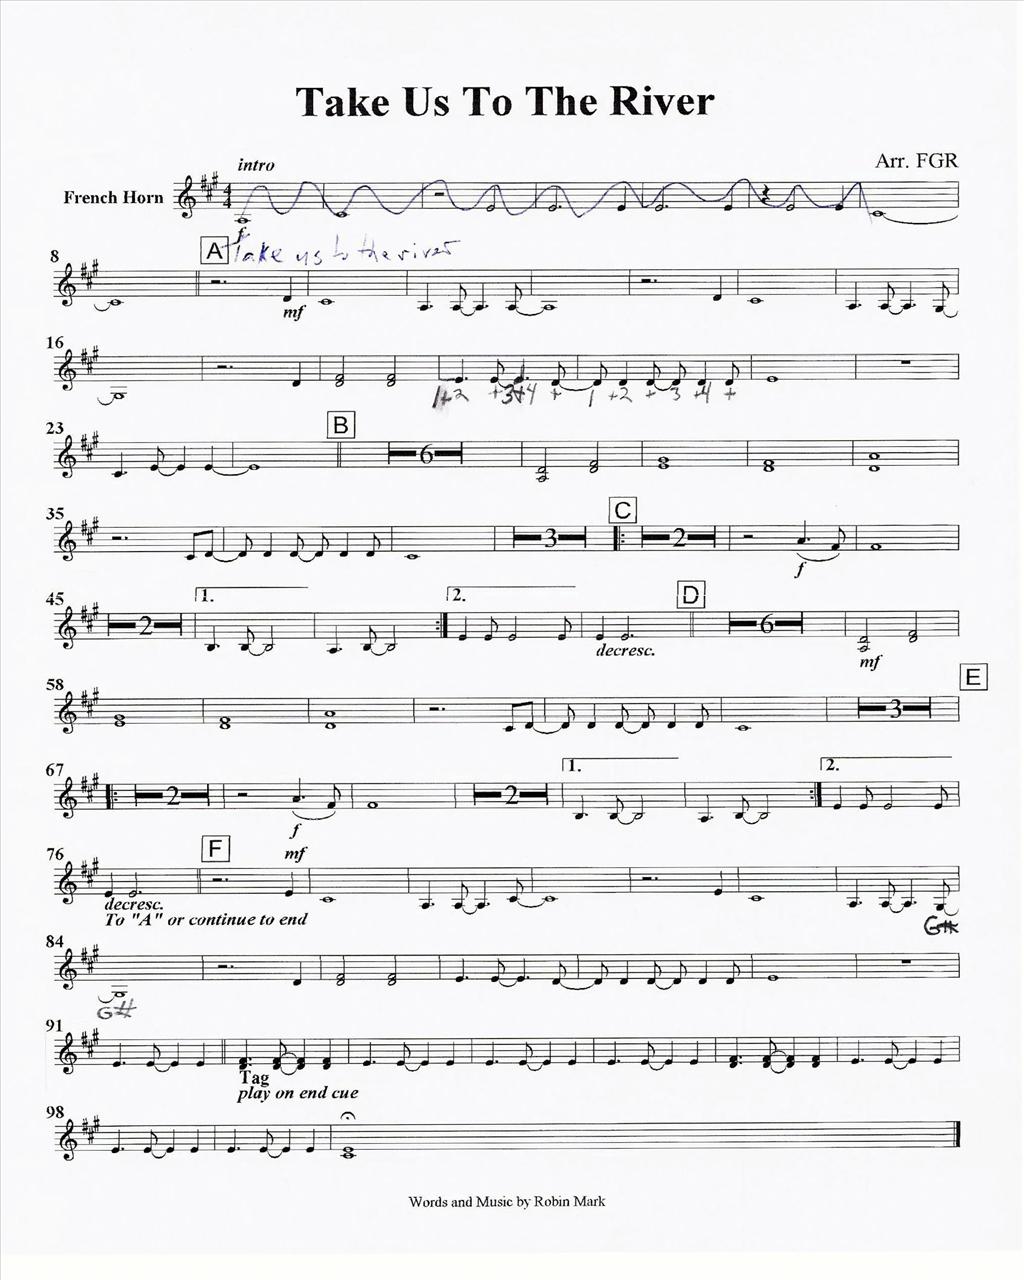 Take Us To The River
Arr. FGR
intro
French Horn
f
8
A Take us to the river
mf
16
1+2 +3+4 + 1 +2 + 3 +4 +
23
B
6
35
C
3 2
f
45
1. 2. D
2 6
decresc.
mf
58
E
3
67
1. 2.
2 2
f
76
F mf
decresc.
To "A" or continue to end
G#
84
G#
91
Tag
play on end cue
98
Words and Music by Robin Mark